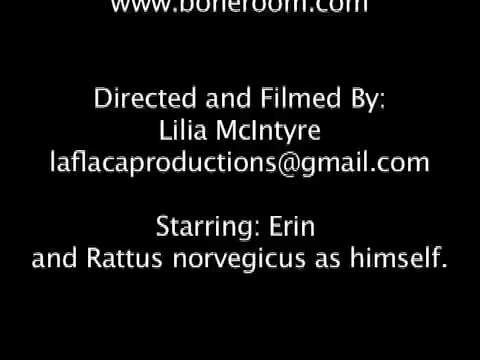 www.boneroom.com
Directed and Filmed By:
Lilia McIntyre
laflacaproductions@gmail.com
Starring: Erin
and Rattus norvegicus as himself.